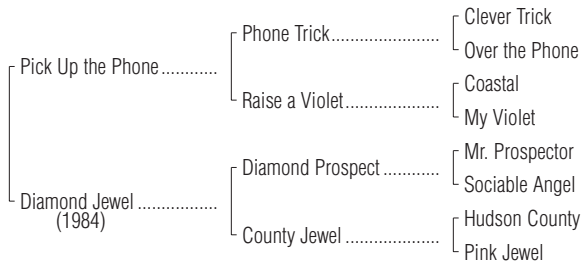 Clever Trick
Phone Trick........................
Over the Phone
Pick Up the Phone............
Coastal
Raise a Violet.....................
My Violet
Mr. Prospector
Diamond Prospect ............
Sociable Angel
Diamond Jewel .................
(1984)
Hudson County
County Jewel .....................
Pink Jewel